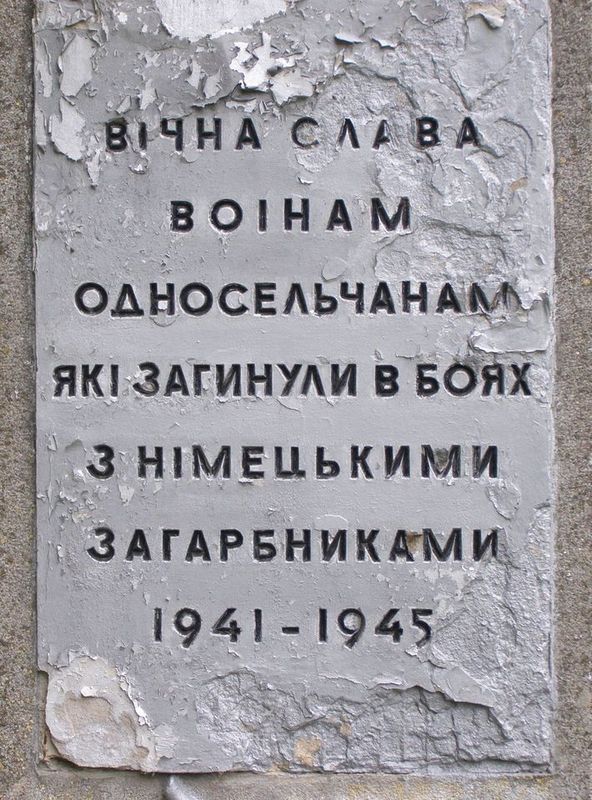 ВІЧНА СЛАВА
ВОІНАМ
ОДНОСЕЛЬЧАНАМ
ЯКІ ЗАГИНУЛИ В БОЯХ
З НІМЕЦЬКИМИ
ЗАГАРБНИКАМИ
1941-1945